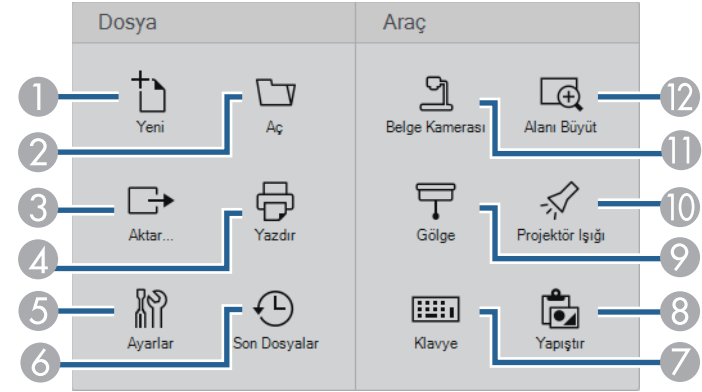 Dosya Araç
1 Yeni Aç Belge Kamerası Alanı Büyüt 12
2 11
3 Aktar... Yazdır Gölge Projektör Işığı 10
4 9
5 Ayarlar Son Dosyalar Klavye Yapıştır 8
6 7